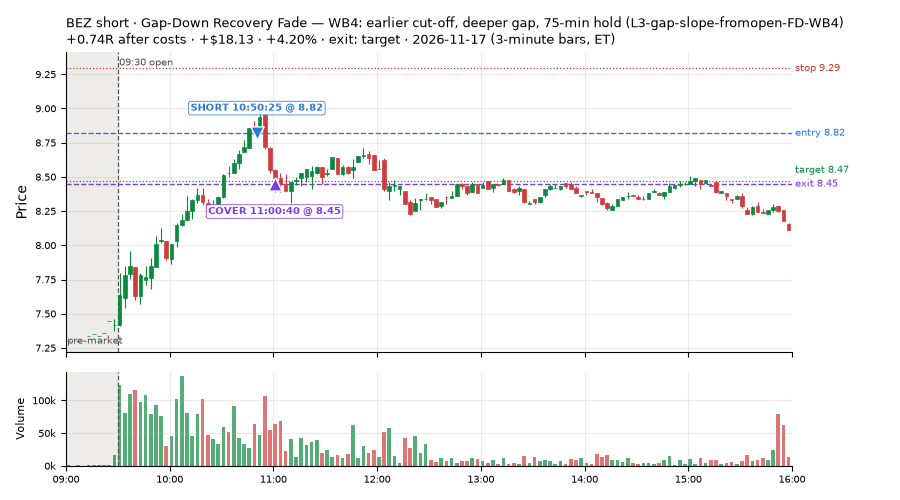 BEZ short · Gap-Down Recovery Fade — WB4: earlier cut-off, deeper gap, 75-min hold (L3-gap-slope-fromopen-FD-WB4)
+0.74R after costs · +$18.13 · +4.20% · exit: target · 2026-11-17 (3-minute bars, ET)
09:30 open
stop 9.29
9.25
9.00
SHORT 10:50:25 @ 8.82
entry 8.82
8.75
target 8.47
8.50
exit 8.45
COVER 11:00:40 @ 8.45
8.25
8.00
7.75
7.50
pre-market
7.25
Price
100k
50k
0k
Volume
09:00
10:00
11:00
12:00
13:00
14:00
15:00
16:00